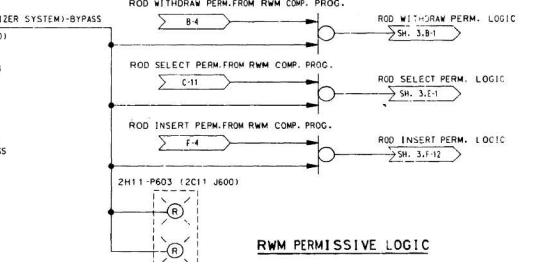 ROD WITHDRAW PERM.FROM RWM COMP. PROG.
IZER SYSTEM)-BYPASS
B-4
ROD WITHDRAW PERM. LOGIC
SH. 3.B-1
ROD SELECT PERM.FROM RWM COMP. PROG.
C-11
ROD SELECT PERM. LOGIC
SH. 3.E-1
ROD INSERT PERM.FROM RWM COMP. PROG.
F-4
ROD INSERT PERM. LOGIC
SH. 3.F-12
2H11-P603 (2C11 J600)
R
R
RWM PERMISSIVE LOGIC